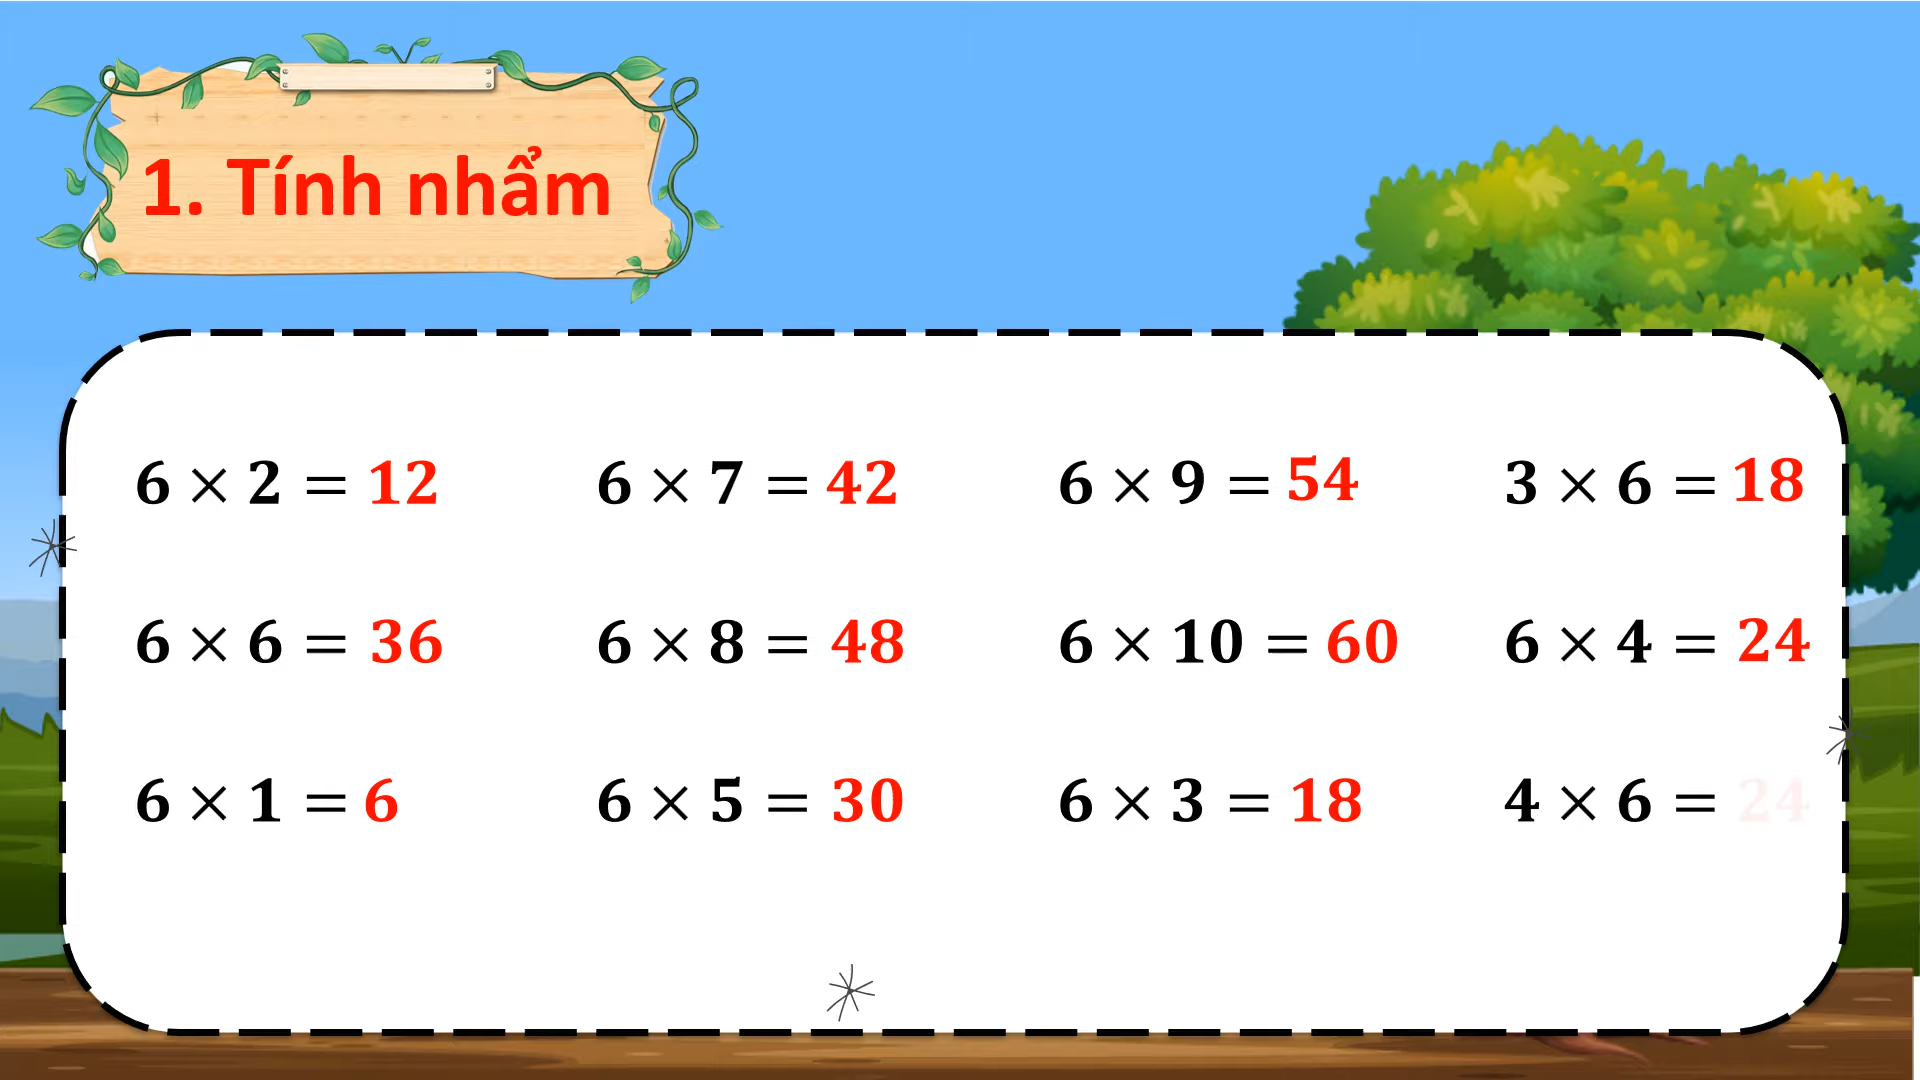 1. Tính nhẩm
6 × 2 = 12 6 × 7 = 42 6 × 9 = 54 3 × 6 = 18
6 × 6 = 36 6 × 8 = 48 6 × 10 = 60 6 × 4 = 24
6 × 1 = 6 6 × 5 = 30 6 × 3 = 18 4 × 6 = 24